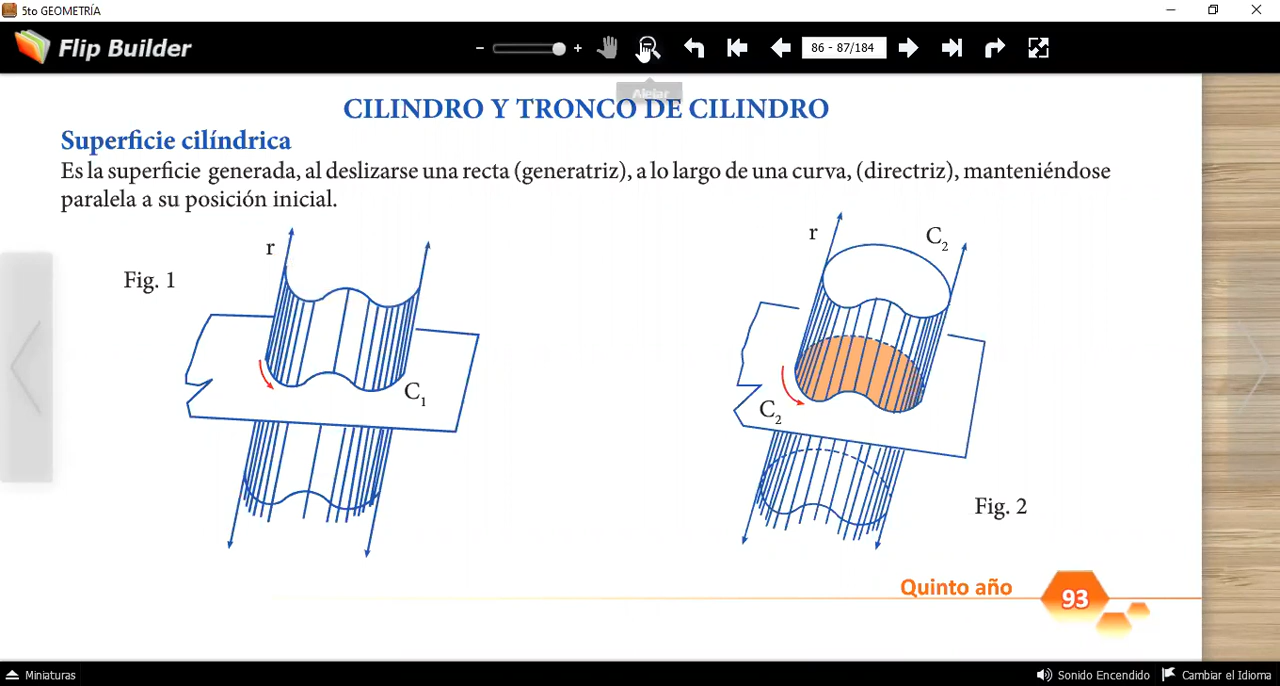 5to GEOMETRÍA
Flip Builder
86 - 87/184
Alejar
CILINDRO Y TRONCO DE CILINDRO
Superficie cilíndrica
Es la superficie generada, al deslizarse una recta (generatriz), a lo largo de una curva, (directriz), manteniéndose
paralela a su posición inicial.
r
Fig. 1
C1
r
C2
C2
Fig. 2
Quinto año
93
Miniaturas
Sonido Encendido
Cambiar el Idioma